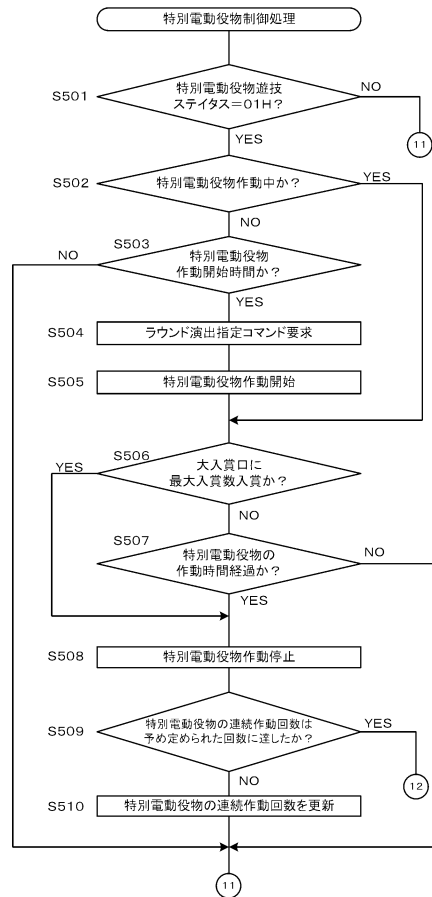 特別電動役物制御処理
S501
特別電動役物遊技
ステイタス=01H?
NO
11
YES
S502
特別電動役物作動中か?
YES
NO
S503
NO
特別電動役物
作動開始時間か?
YES
S504
ラウンド演出指定コマンド要求
S505
特別電動役物作動開始
S506
YES
大入賞口に
最大入賞数入賞か?
NO
S507
特別電動役物の
作動時間経過か?
NO
YES
S508
特別電動役物作動停止
S509
特別電動役物の連続作動回数は
予め定められた回数に達したか?
YES
12
NO
S510
特別電動役物の連続作動回数を更新
11